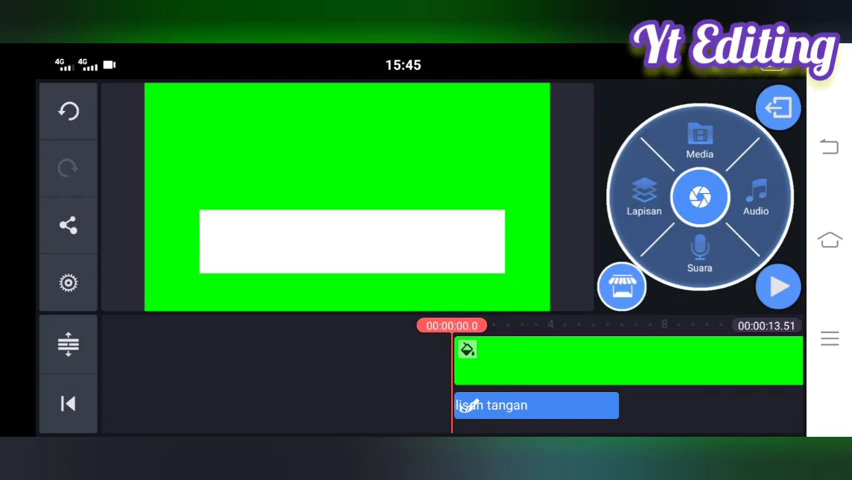 Yt Editing
4G 4G 15:45
Media
Lapisan
Audio
Suara
00:00:00.0 4 8 00:00:13.51
tangan